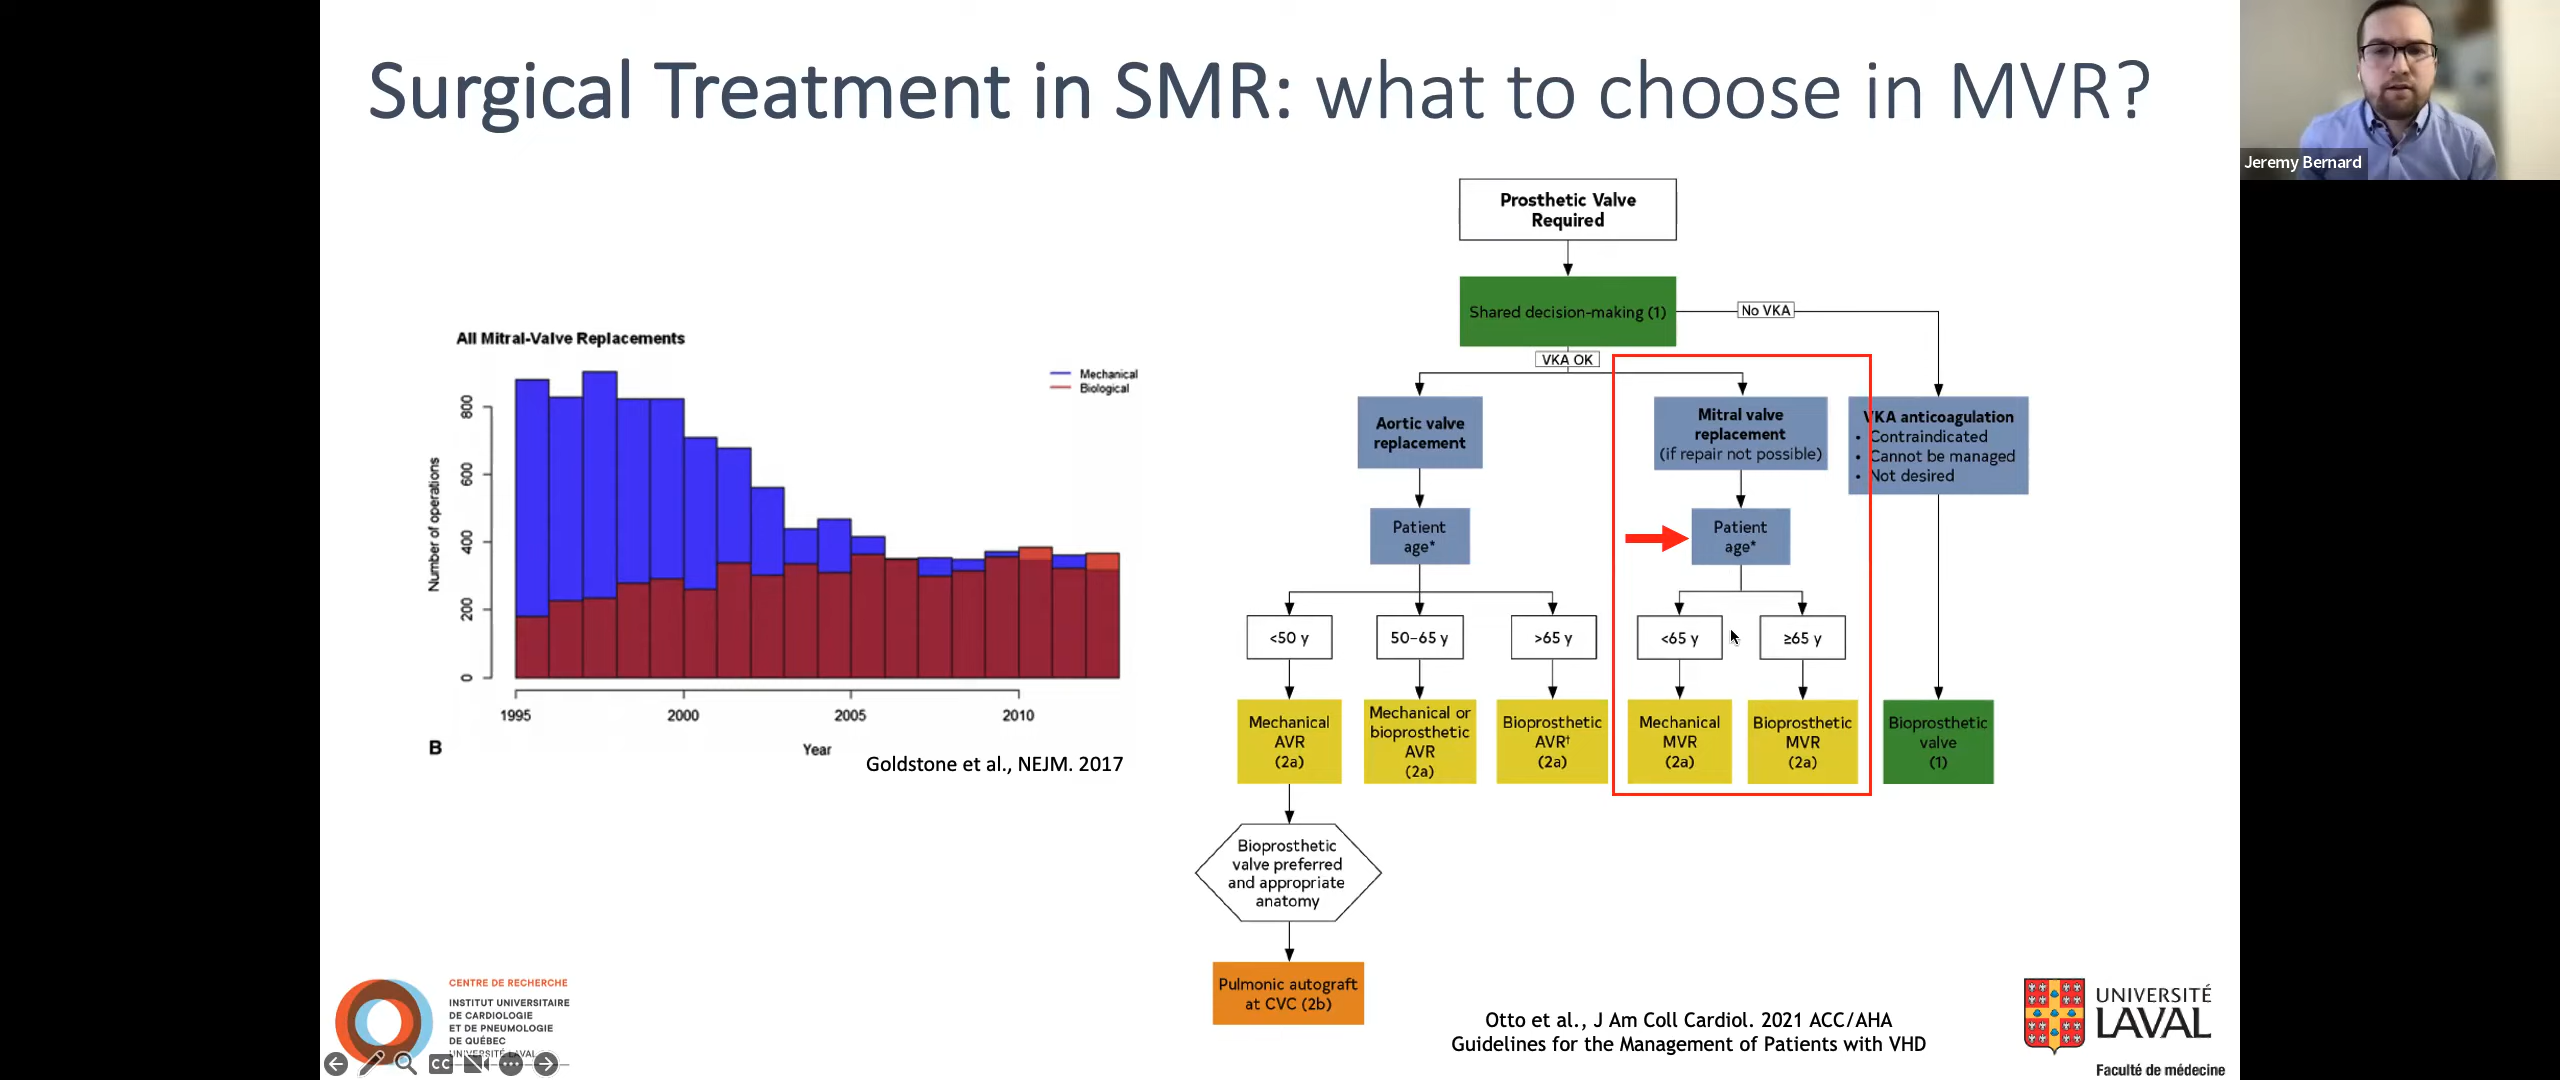 Surgical Treatment in SMR: what to choose in MVR?
Jeremy Bernard
All Mitral-Valve Replacements
Mechanical
Biological
Number of operations
800
600
400
200
0
1995
2000
2005
2010
Year
B
Goldstone et al., NEJM. 2017
Prosthetic Valve
Required
Shared decision-making (1)
No VKA
VKA OK
Aortic valve
replacement
Mitral valve
replacement
(if repair not possible)
VKA anticoagulation
• Contraindicated
• Cannot be managed
• Not desired
Patient
age*
Patient
age*
<50 y
50–65 y
>65 y
<65 y
≥65 y
Mechanical
AVR
(2a)
Mechanical or
bioprosthetic
AVR
(2a)
Bioprosthetic
AVR†
(2a)
Mechanical
MVR
(2a)
Bioprosthetic
MVR
(2a)
Bioprosthetic
valve
(1)
Bioprosthetic
valve preferred
and appropriate
anatomy
Pulmonic autograft
at CVC (2b)
Otto et al., J Am Coll Cardiol. 2021 ACC/AHA
Guidelines for the Management of Patients with VHD
CENTRE DE RECHERCHE
INSTITUT UNIVERSITAIRE
DE CARDIOLOGIE
ET DE PNEUMOLOGIE
DE QUÉBEC
UNIVERSITÉ LAVAL
CC
UNIVERSITÉ
LAVAL
Faculté de médecine